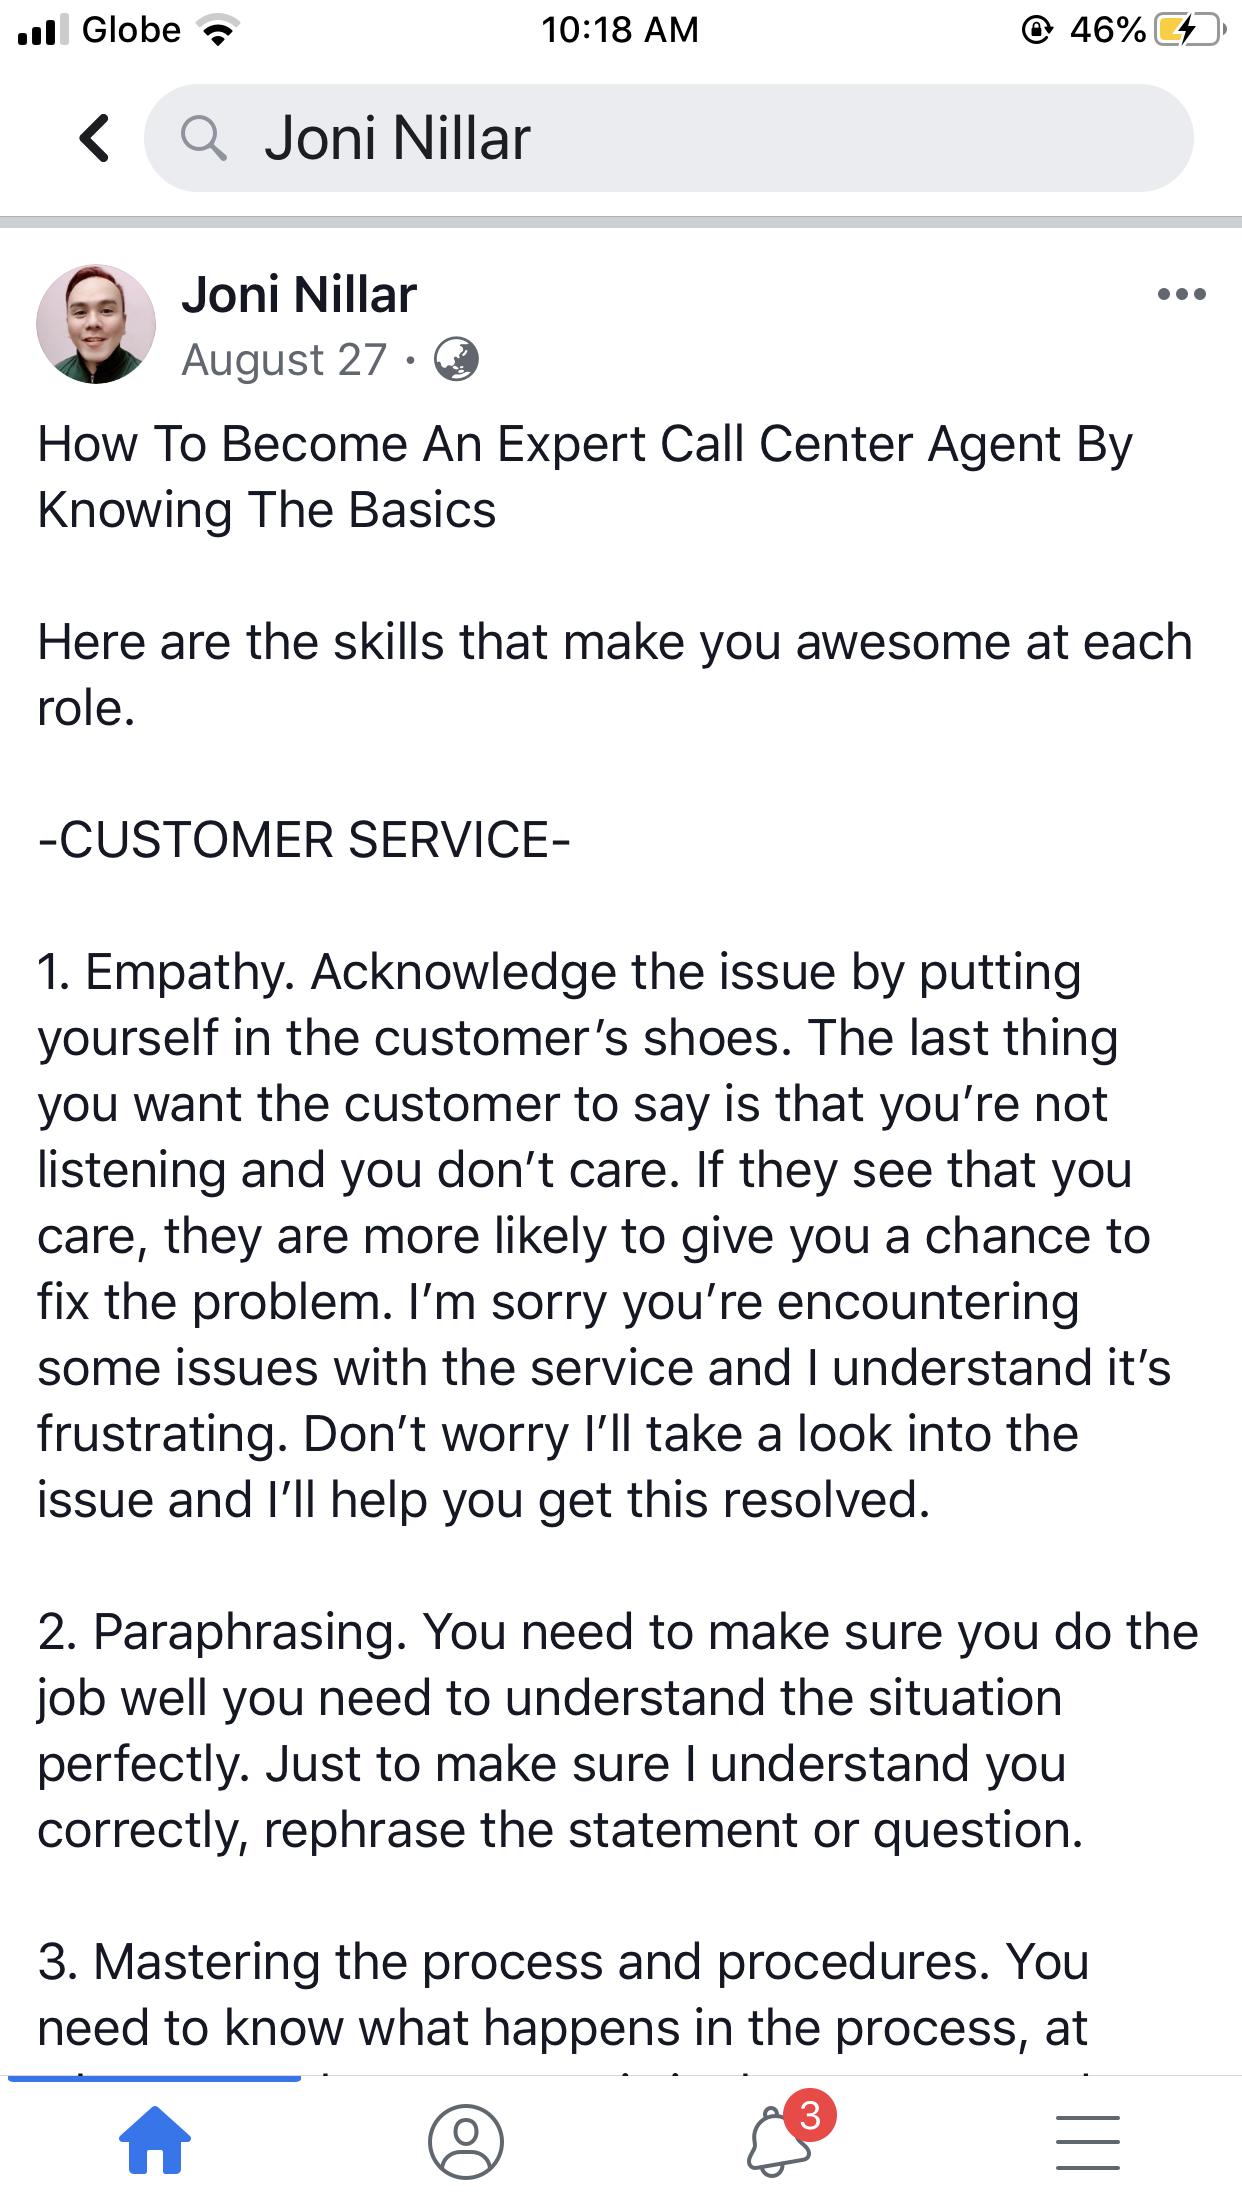 Globe 10:18 AM 46%
Joni Nillar
Joni Nillar
August 27 ·
How To Become An Expert Call Center Agent By
Knowing The Basics
Here are the skills that make you awesome at each
role.
-CUSTOMER SERVICE-
1. Empathy. Acknowledge the issue by putting
yourself in the customer’s shoes. The last thing
you want the customer to say is that you’re not
listening and you don’t care. If they see that you
care, they are more likely to give you a chance to
fix the problem. I’m sorry you’re encountering
some issues with the service and I understand it’s
frustrating. Don’t worry I’ll take a look into the
issue and I’ll help you get this resolved.
2. Paraphrasing. You need to make sure you do the
job well you need to understand the situation
perfectly. Just to make sure I understand you
correctly, rephrase the statement or question.
3. Mastering the process and procedures. You
need to know what happens in the process, at
3